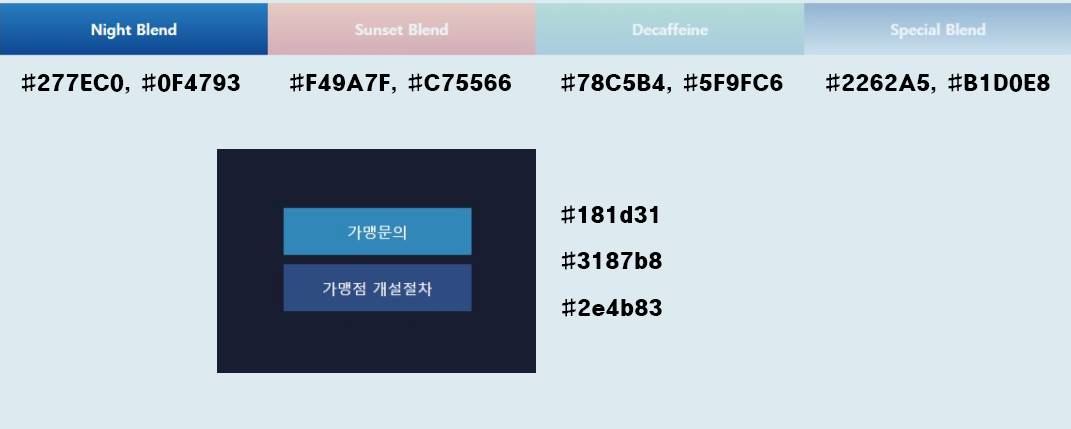 Night Blend Sunset Blend Decaffeine Special Blend
#277EC0, #0F4793 #F49A7F, #C75566 #78C5B4, #5F9FC6 #2262A5, #B1D0E8
가맹문의
가맹점 개설절차
#181d31
#3187b8
#2e4b83